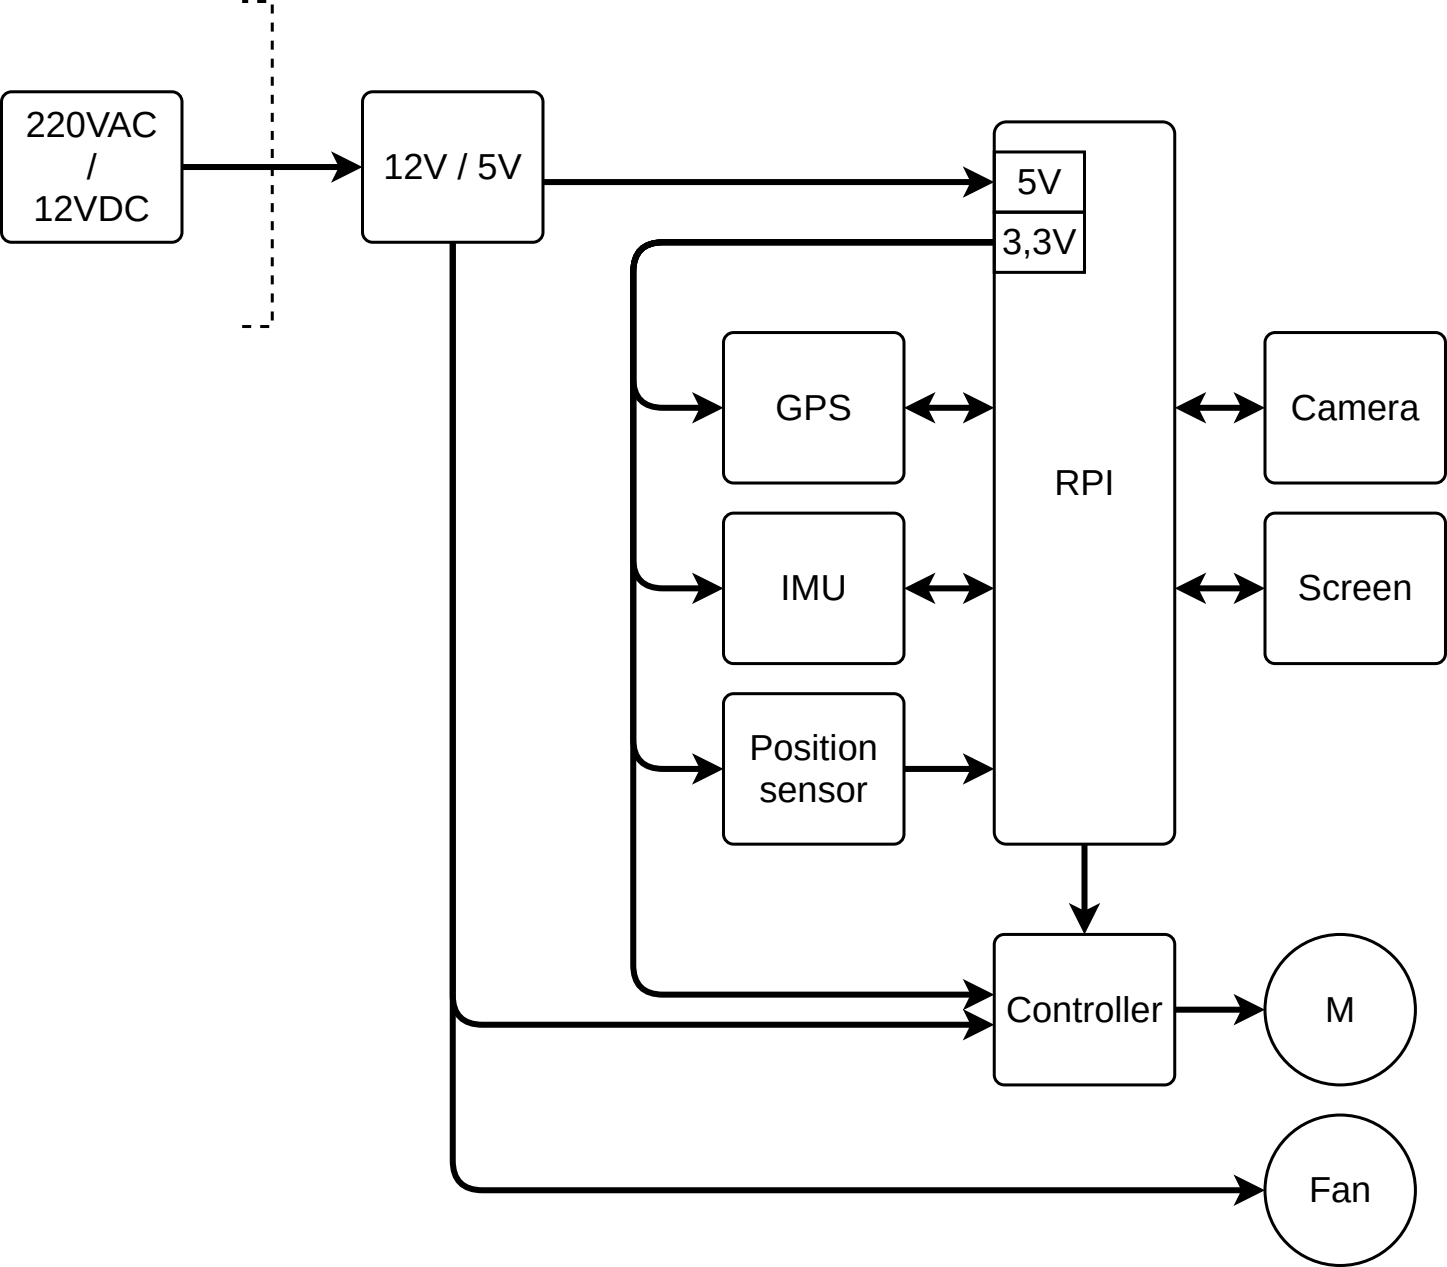 220VAC
/
12VDC
12V / 5V
5V
3,3V
GPS
RPI
Camera
IMU
Screen
Position
sensor
Controller
M
Fan